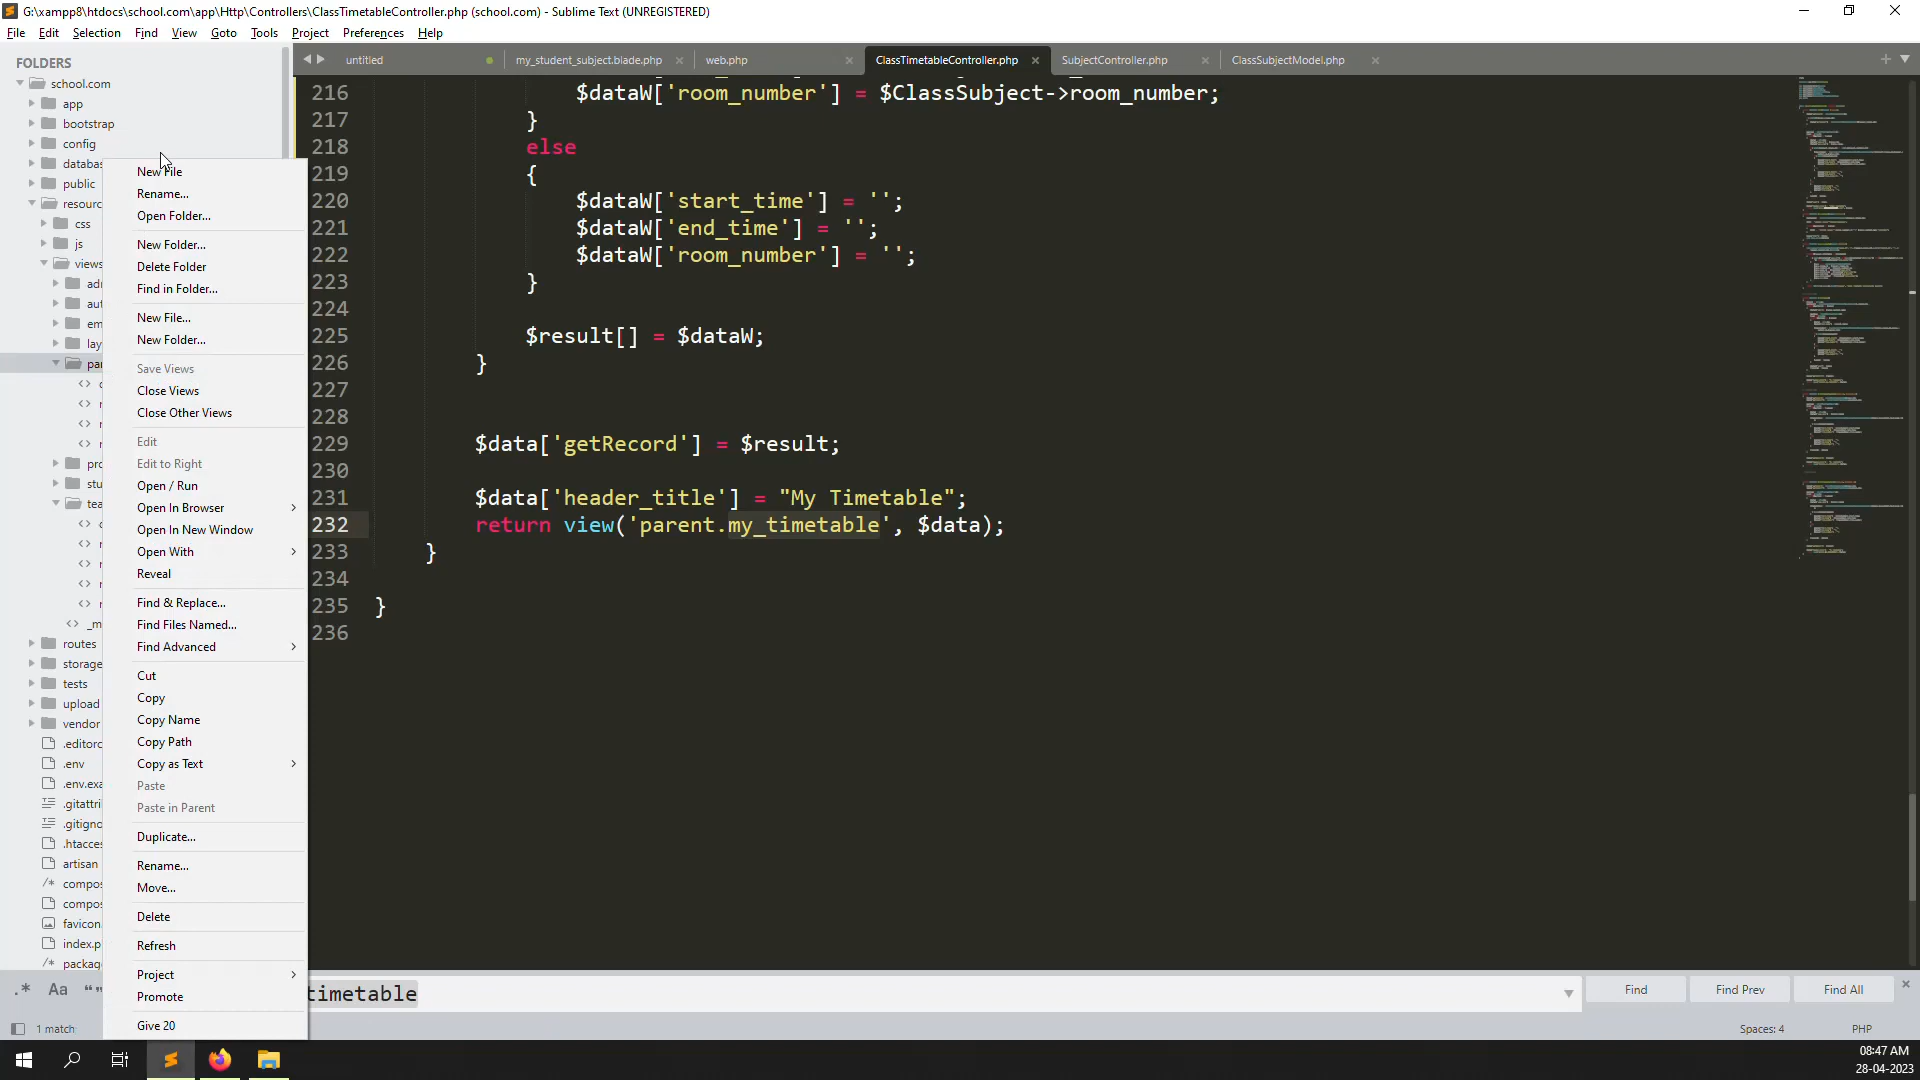 G:\xampp8\htdocs\school.com\app\Http\Controllers\ClassTimetableController.php (school.com) - Sublime Text (UNREGISTERED)
File Edit Selection Find View Goto Tools Project Preferences Help
FOLDERS
school.com
app
bootstrap
config
databas
public
resourc
css
js
views
adr
aut
em
lay
par
pro
stu
tea
_m
routes
storage
tests
upload
vendor
.editorc
.env
.env.exa
.gitattri
.gitigno
.htacces
artisan
compos
compos
favicon.
index.p
packag
New File
Rename...
Open Folder...
New Folder...
Delete Folder
Find in Folder...
New File...
New Folder...
Save Views
Close Views
Close Other Views
Edit
Edit to Right
Open / Run
Open In Browser
Open In New Window
Open With
Reveal
Find & Replace...
Find Files Named...
Find Advanced
Cut
Copy
Copy Name
Copy Path
Copy as Text
Paste
Paste in Parent
Duplicate...
Rename...
Move...
Delete
Refresh
Project
Promote
Give 20
untitled my_student_subject.blade.php web.php ClassTimetableController.php SubjectController.php ClassSubjectModel.php
216 $dataW['room_number'] = $ClassSubject->room_number;
217 }
218 else
219 {
220 $dataW['start_time'] = '';
221 $dataW['end_time'] = '';
222 $dataW['room_number'] = '';
223 }
224
225 $result[] = $dataW;
226 }
227
228
229 $data['getRecord'] = $result;
230
231 $data['header_title'] = "My Timetable";
232 return view('parent.my_timetable', $data);
233 }
234
235 }
236
.* Aa “” timetable Find Find Prev Find All
1 match Spaces: 4 PHP
08:47 AM
28-04-2023